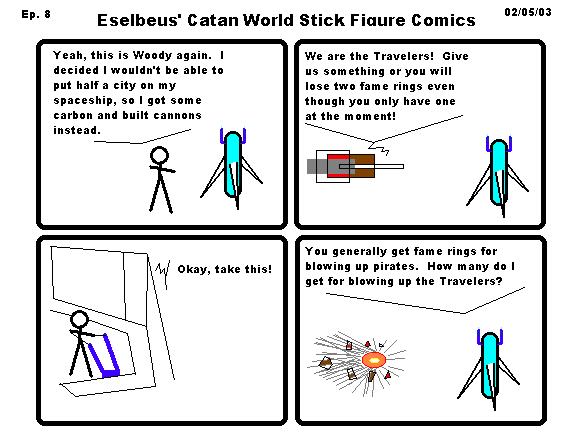 Ep. 8
Eselbeus' Catan World Stick Figure Comics
02/05/03
Yeah, this is Woody again. I
decided I wouldn't be able to
put half a city on my
spaceship, so I got some
carbon and built cannons
instead.
We are the Travelers! Give
us something or you will
lose two fame rings even
though you only have one
at the moment!
Okay, take this!
You generally get fame rings for
blowing up pirates. How many do I
get for blowing up the Travelers?